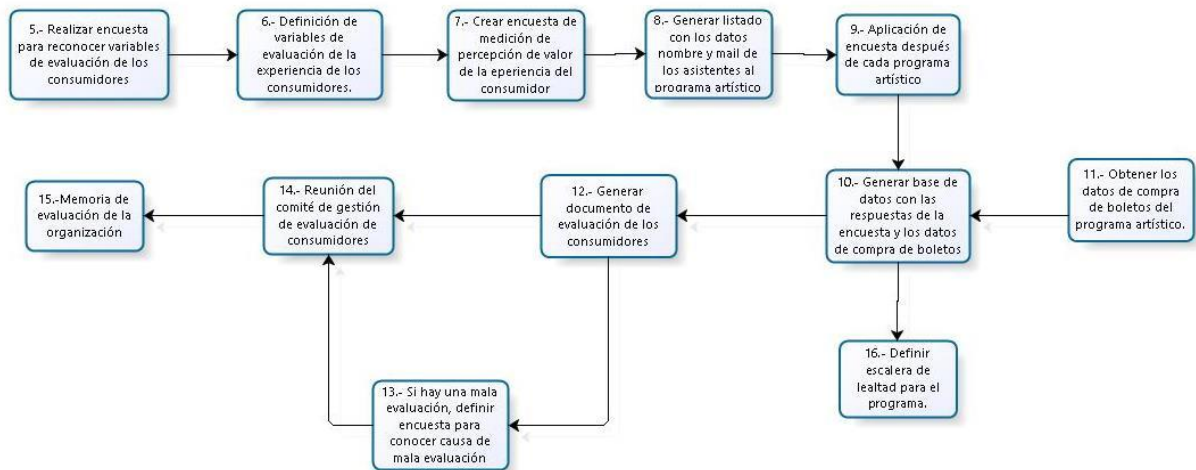 5.- Realizar encuesta
para reconocer variables
de evaluación de los
consumidores
6.- Definición de
variables de
evaluación de la
experiencia de los
consumidores.
7.- Crear encuesta de
medición de
percepción de valor
de la eperiencia del
consumidor
8.- Generar listado
con los datos
nombre y mail de
los asistentes al
programa artístico
9.- Aplicación de
encuesta después
de cada programa
artístico
15.-Memoria de
evaluación de la
organización
14.- Reunión del
comité de gestión
de evaluación de
consumidores
12.- Generar
documento de
evaluación de los
consumidores
10.- Generar base de
datos con las
respuestas de la
encuesta y los datos
de compra de boletos
11.- Obtener los
datos de compra
de boletos del
programa artístico.
13.- Si hay una mala
evaluación, definir
encuesta para
conocer causa de
mala evaluación
16.- Definir
escalera de
lealtad para el
programa.